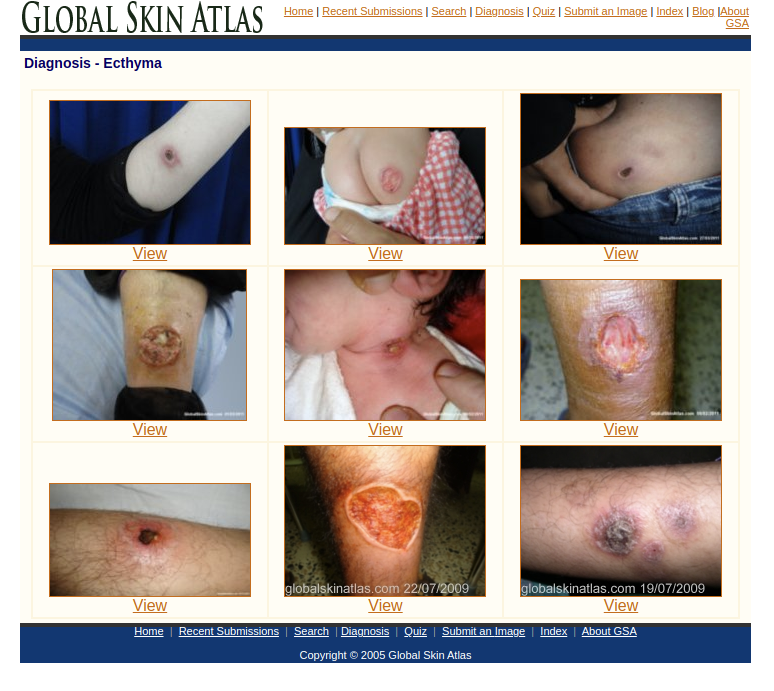 GLOBAL SKIN ATLAS
Home | Recent Submissions | Search | Diagnosis | Quiz | Submit an Image | Index | Blog |About
GSA
Diagnosis - Ecthyma
View View View
GlobalSkinAtlas.com
View View View
globalskinatlas.com 22/07/2009
globalskinatlas.com 19/07/2009
View View View
Home | Recent Submissions | Search | Diagnosis | Quiz | Submit an Image | Index | About GSA
Copyright © 2005 Global Skin Atlas